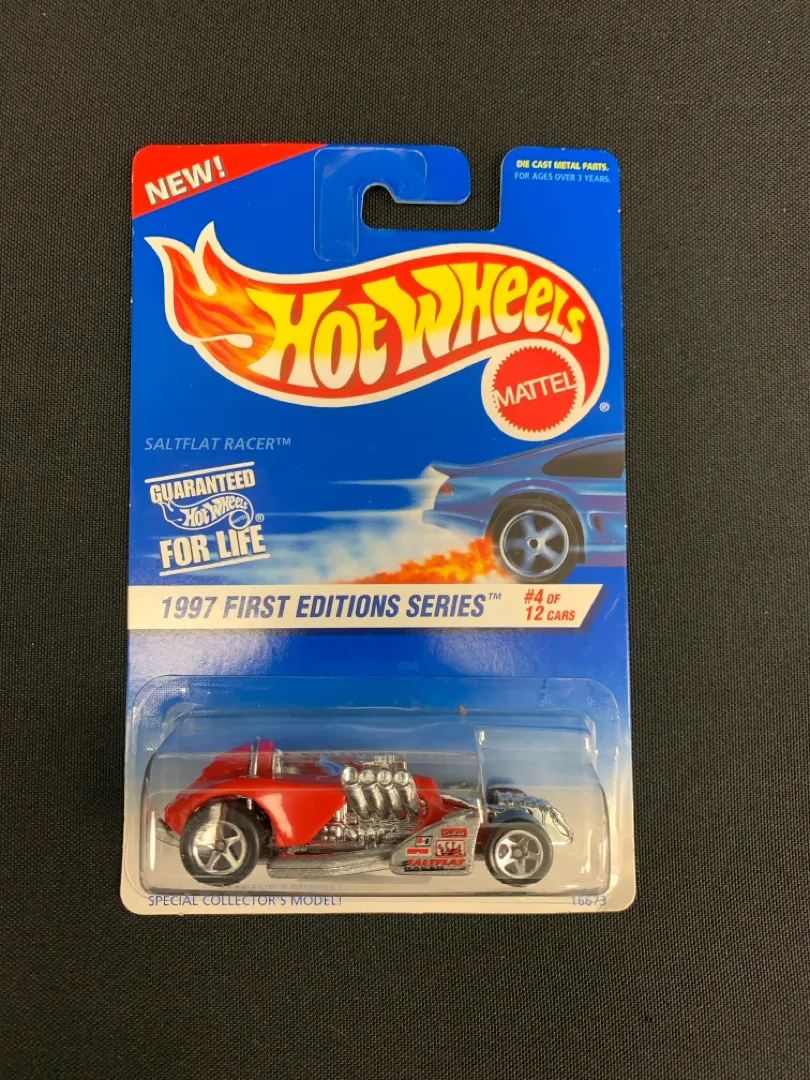 NEW!
DIE CAST METAL PARTS.
FOR AGES OVER 3 YEARS.
HOT WHEELS
MATTEL
®
SALTFLAT RACER™
GUARANTEED
HOT WHEELS ®
FOR LIFE
1997 FIRST EDITIONS SERIES™
#4 OF
12 CARS
SALTFLAT
SPECIAL COLLECTOR'S MODEL!
16673